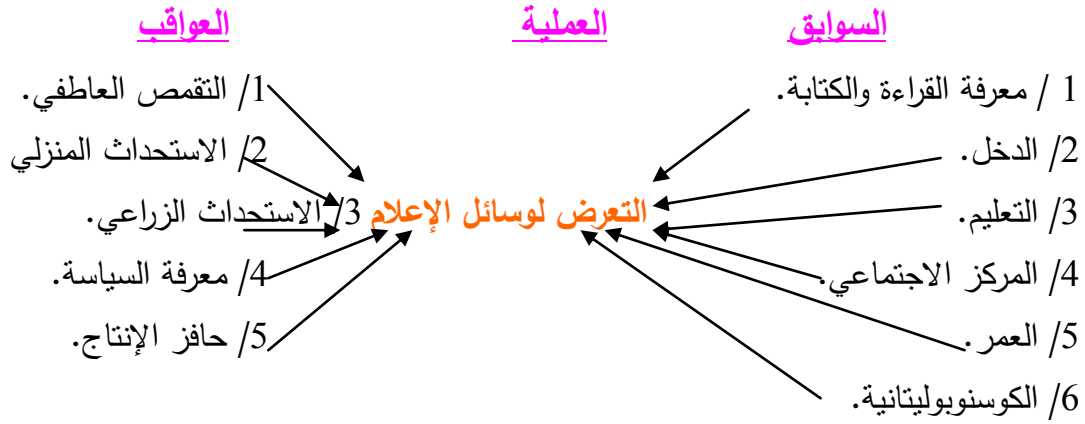 السوابق العملية العواقب
1 / معرفة القراءة والكتابة. 1/ التقمص العاطفي.
2/ الدخل. 2/ الاستحداث المنزلي
3/ التعليم. التعرض لوسائل الإعلام 3/ الاستحداث الزراعي.
4/ المركز الاجتماعي. 4/ معرفة السياسة.
5/ العمر. 5/ حافز الإنتاج.
6/ الكوسنوبوليتانية.